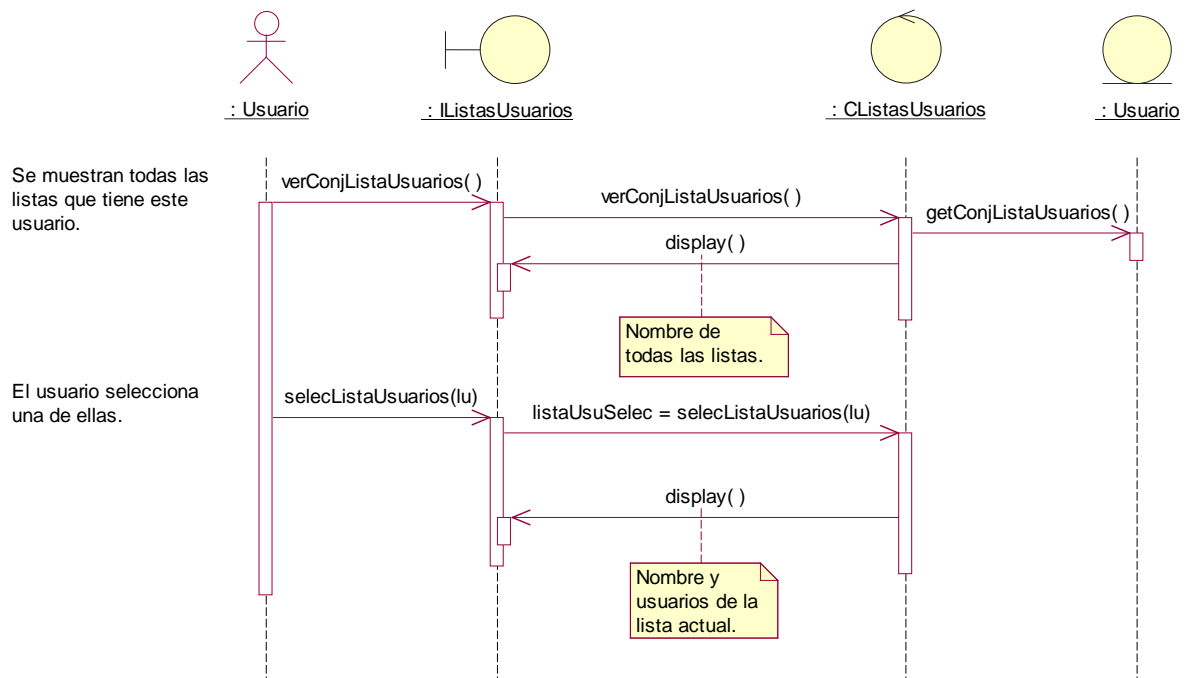 : Usuario
: IListasUsuarios
: CListasUsuarios
: Usuario
Se muestran todas las
listas que tiene este
usuario.
verConjListaUsuarios( )
verConjListaUsuarios( )
getConjListaUsuarios( )
display( )
Nombre de
todas las listas.
El usuario selecciona
una de ellas.
selecListaUsuarios(lu)
listaUsuSelec = selecListaUsuarios(lu)
display( )
Nombre y
usuarios de la
lista actual.